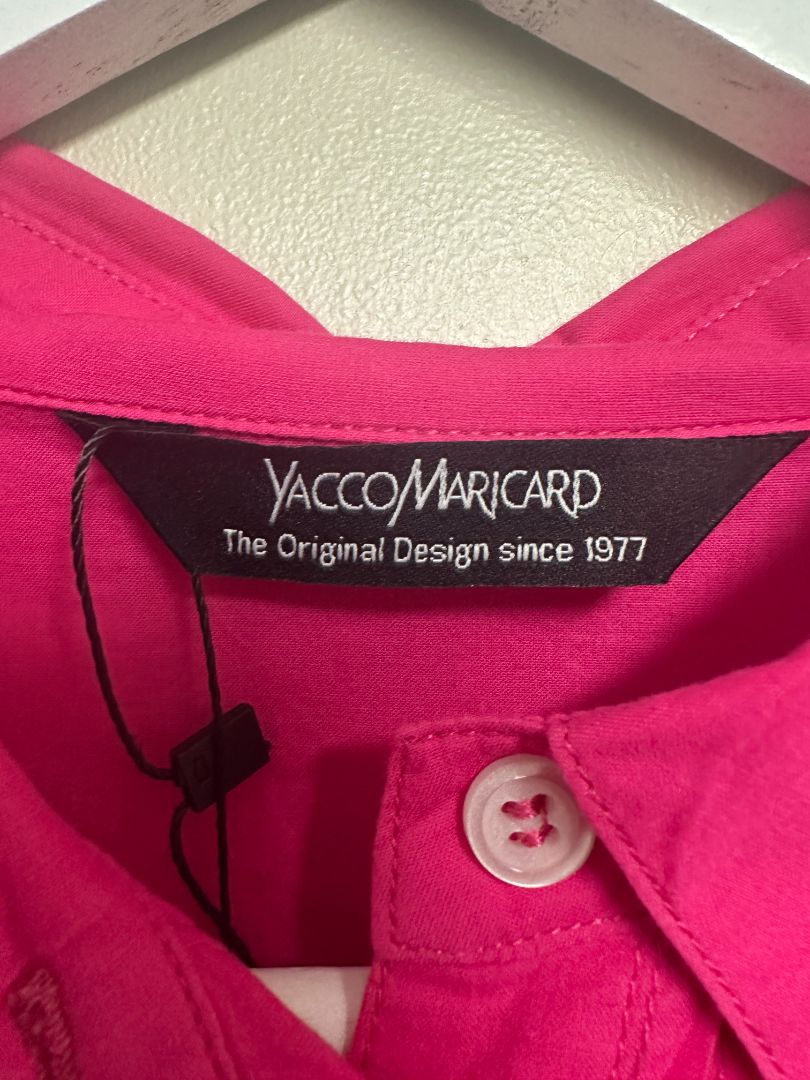 YACCOMARICARD
The Original Design since 1977